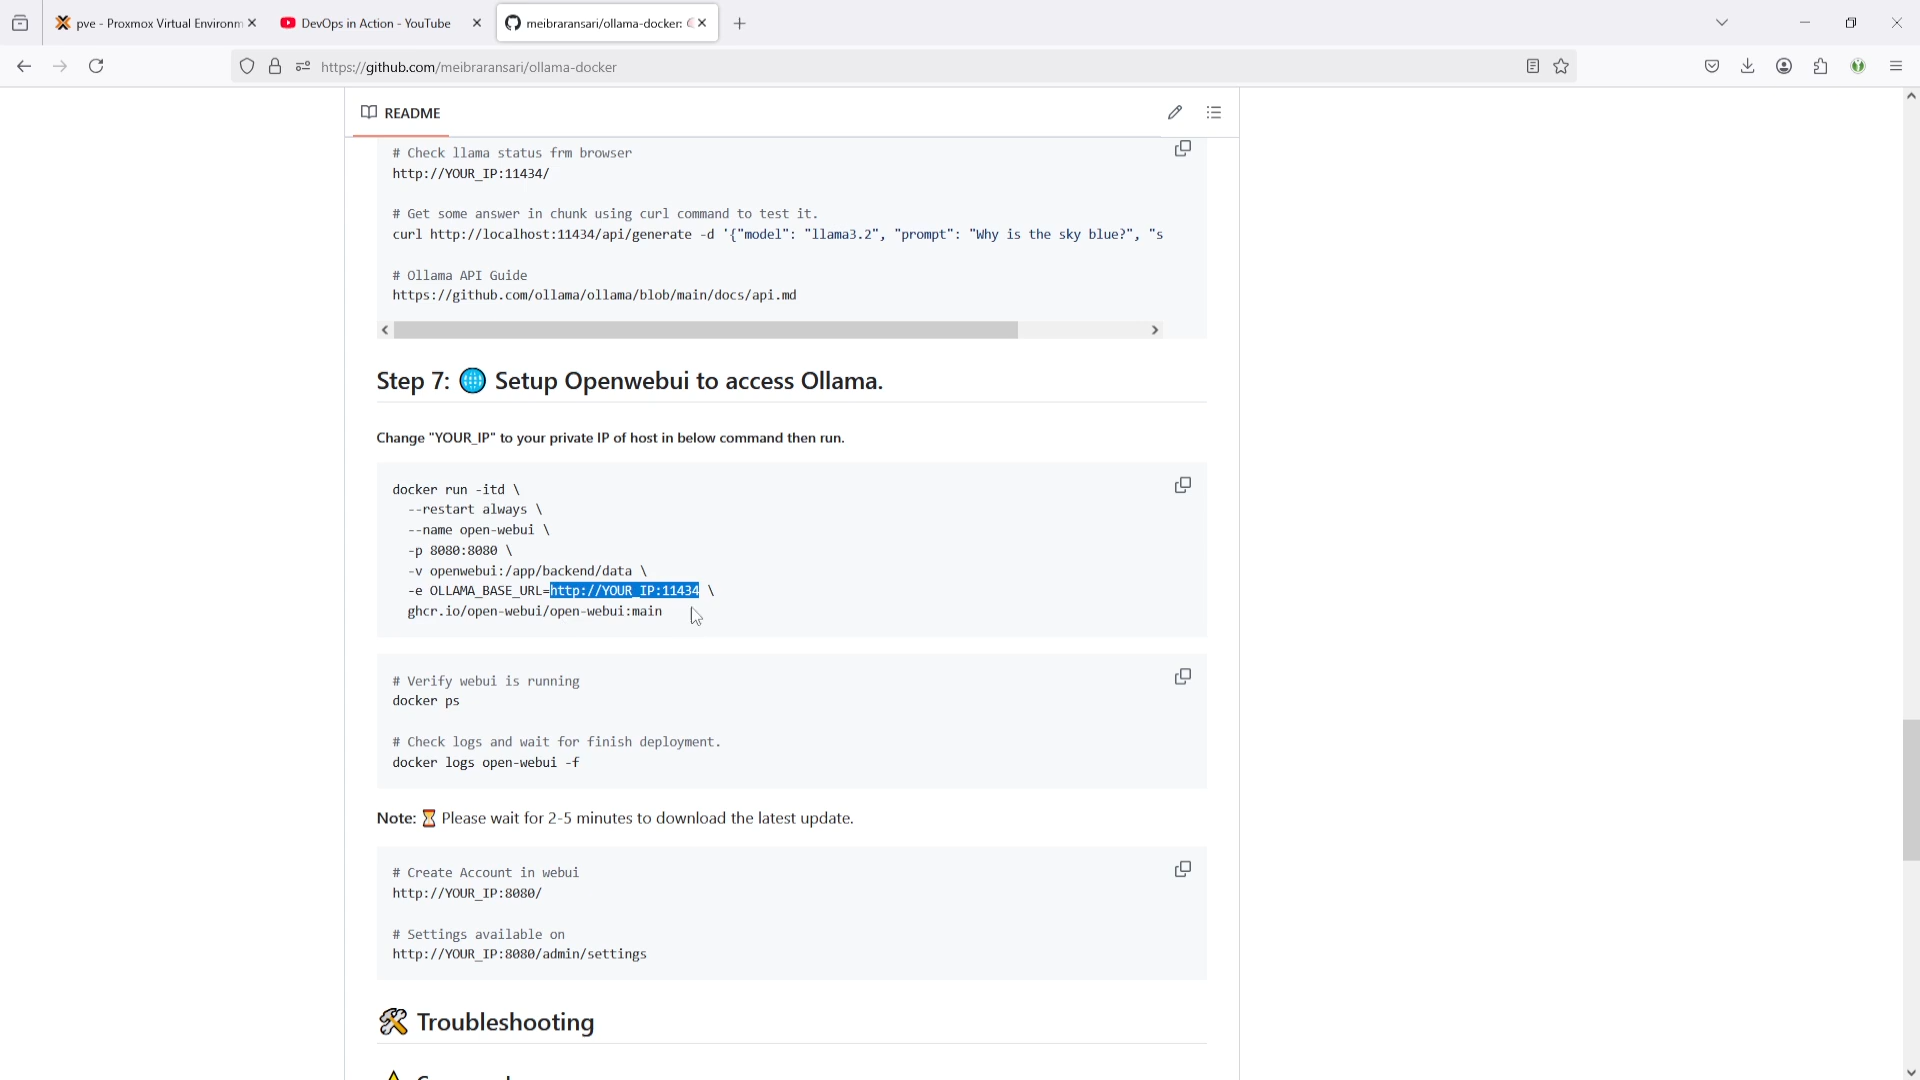 pve - Proxmox Virtual Environm
DevOps in Action - YouTube
meibraransari/ollama-docker:
https://github.com/meibraransari/ollama-docker
README
# Check llama status frm browser
http://YOUR_IP:11434/
# Get some answer in chunk using curl command to test it.
curl http://localhost:11434/api/generate -d '{"model": "llama3.2", "prompt": "Why is the sky blue?", "s
# Ollama API Guide
https://github.com/ollama/ollama/blob/main/docs/api.md
Step 7: 🌐 Setup Openwebui to access Ollama.
Change "YOUR_IP" to your private IP of host in below command then run.
docker run -itd \
--restart always \
--name open-webui \
-p 8080:8080 \
-v openwebui:/app/backend/data \
-e OLLAMA_BASE_URL=http://YOUR_IP:11434 \
ghcr.io/open-webui/open-webui:main
# Verify webui is running
docker ps
# Check logs and wait for finish deployment.
docker logs open-webui -f
Note: ⏳ Please wait for 2-5 minutes to download the latest update.
# Create Account in webui
http://YOUR_IP:8080/
# Settings available on
http://YOUR_IP:8080/admin/settings
🛠 Troubleshooting